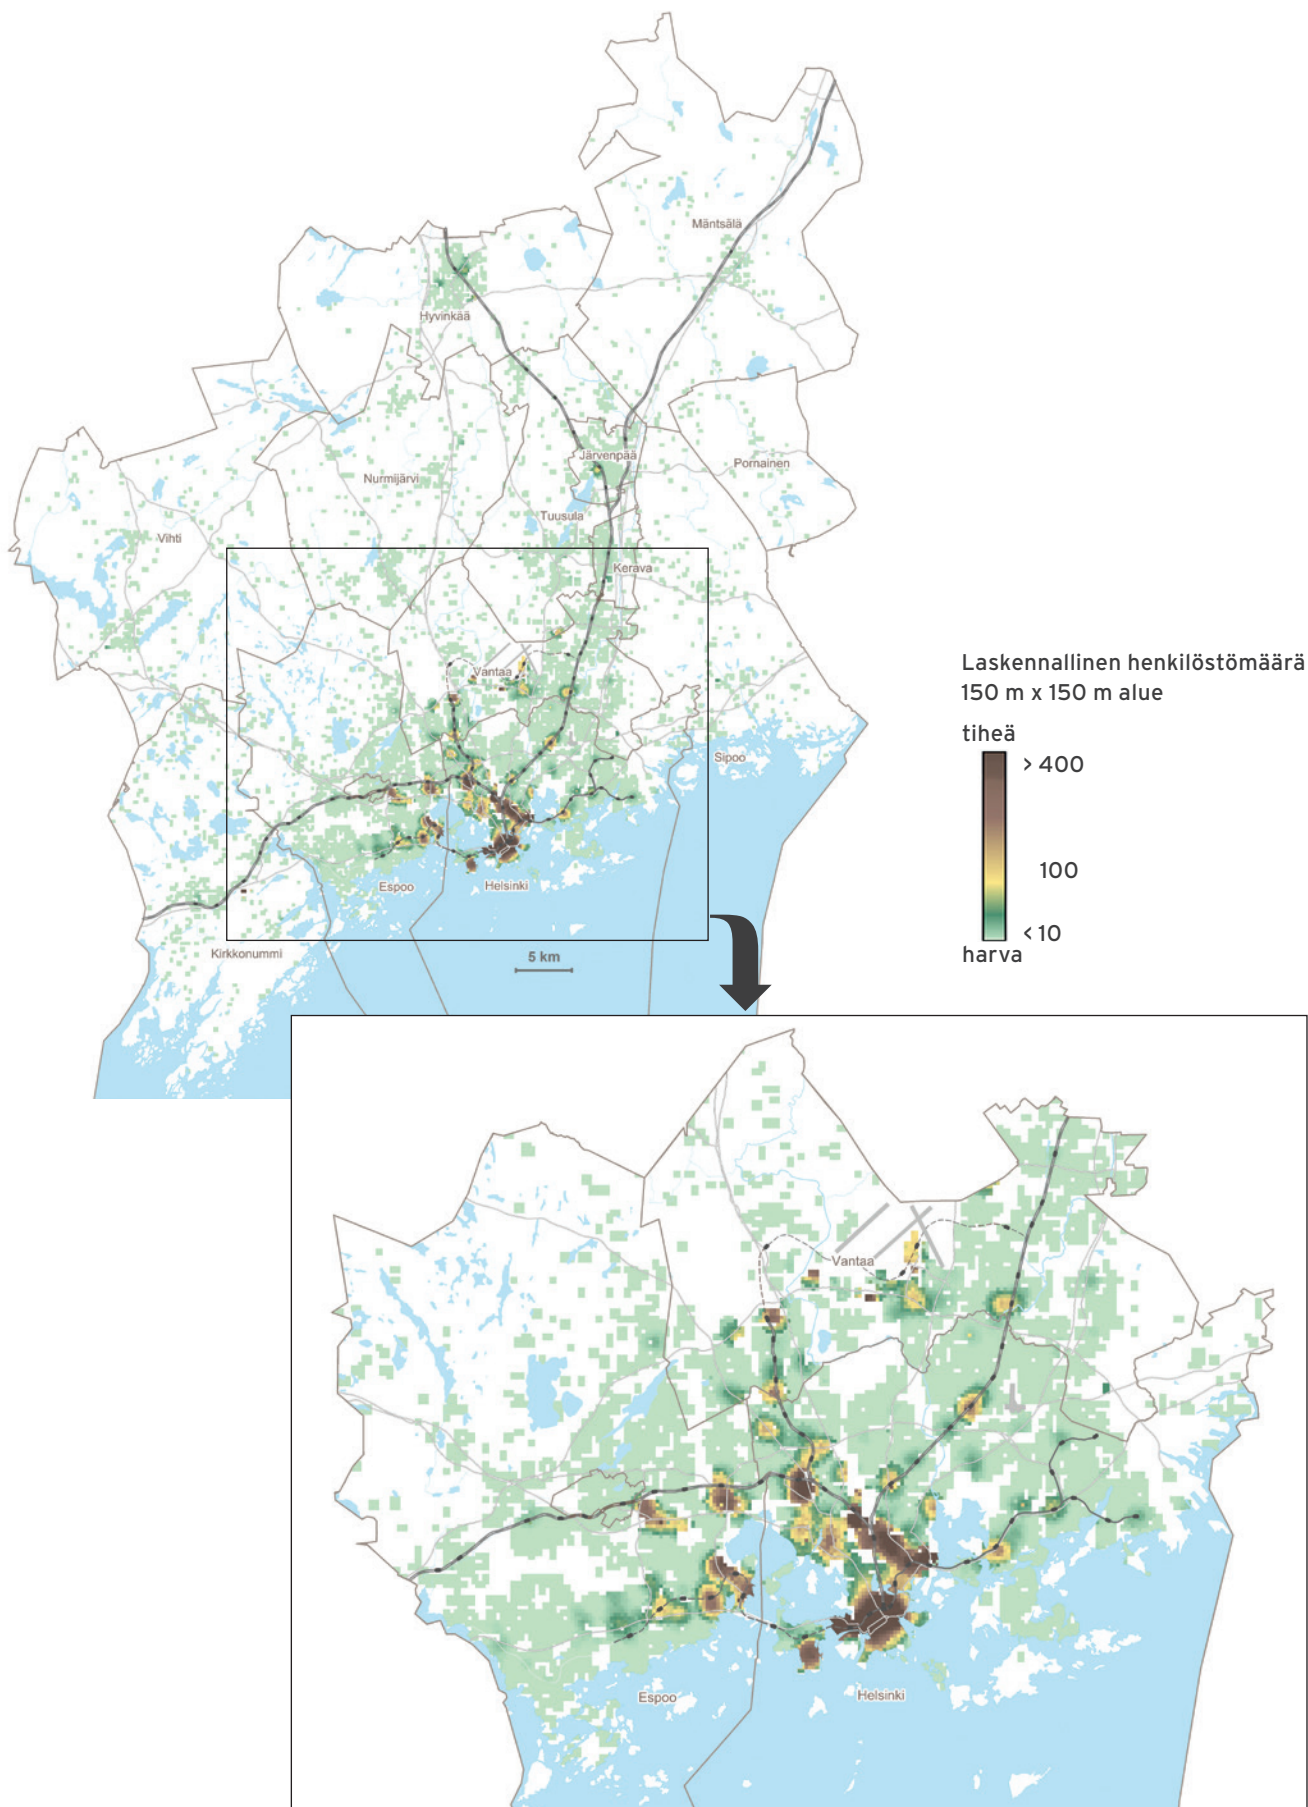 Mäntsälä
Hyvinkää
Järvenpää
Pornainen
Nurmijärvi
Tuusula
Vihti
Kerava
Vantaa
Sipoo
Espoo
Helsinki
Kirkkonummi
5 km
Laskennallinen henkilöstömäärä
150 m x 150 m alue
tiheä
> 400
100
< 10
harva
Vantaa
Espoo
Helsinki